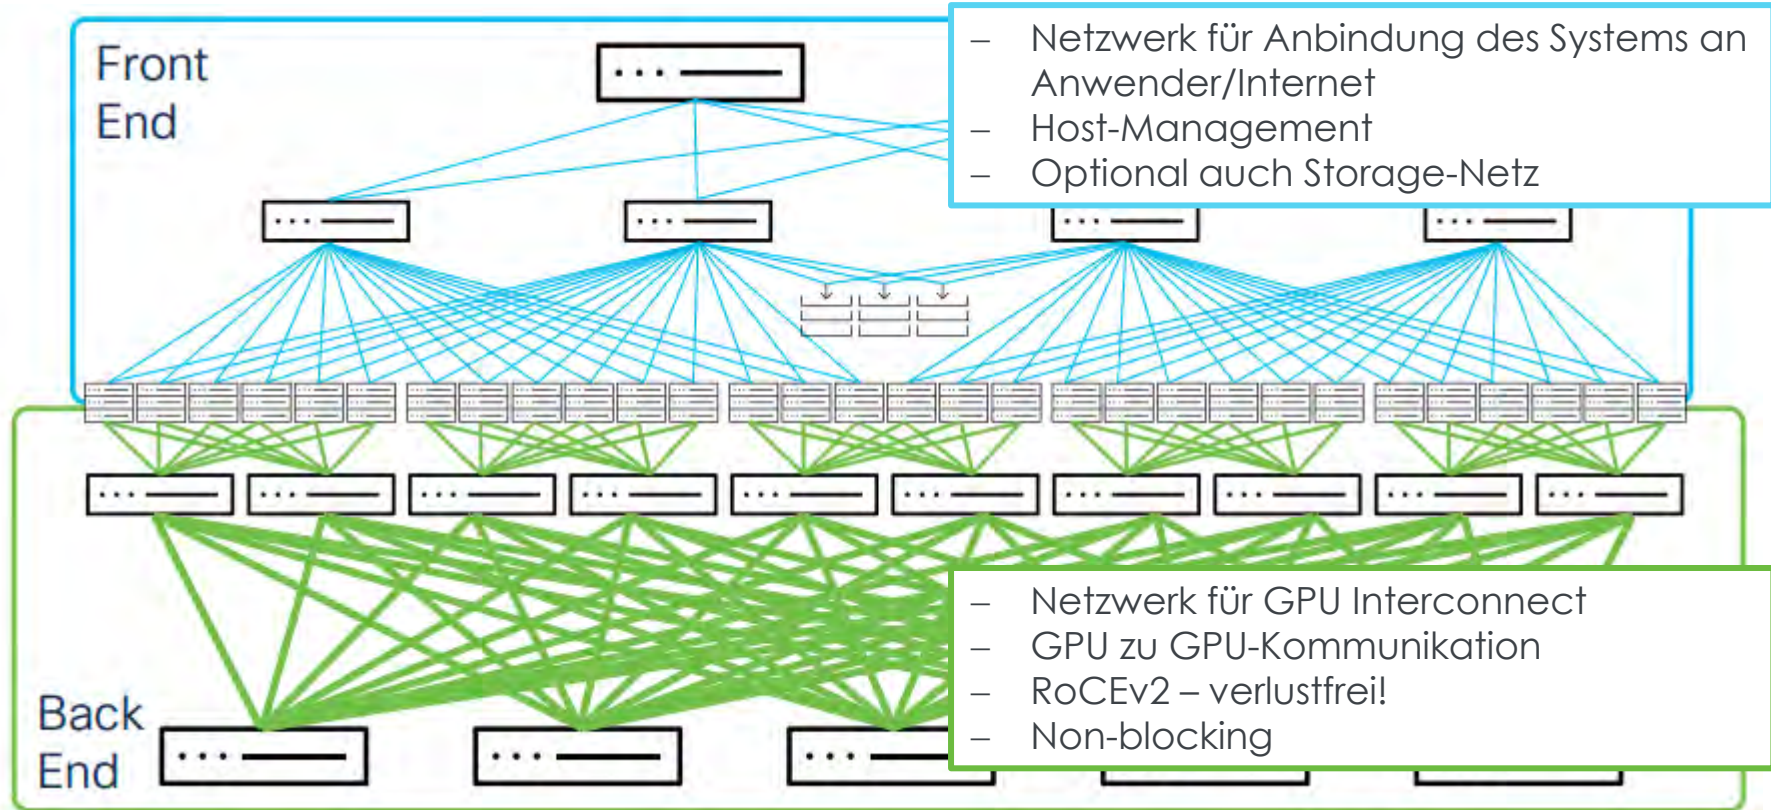 Front
End
– Netzwerk für Anbindung des Systems an
Anwender/Internet
– Host-Management
– Optional auch Storage-Netz
– Netzwerk für GPU Interconnect
– GPU zu GPU-Kommunikation
– RoCEv2 – verlustfrei!
– Non-blocking
Back
End